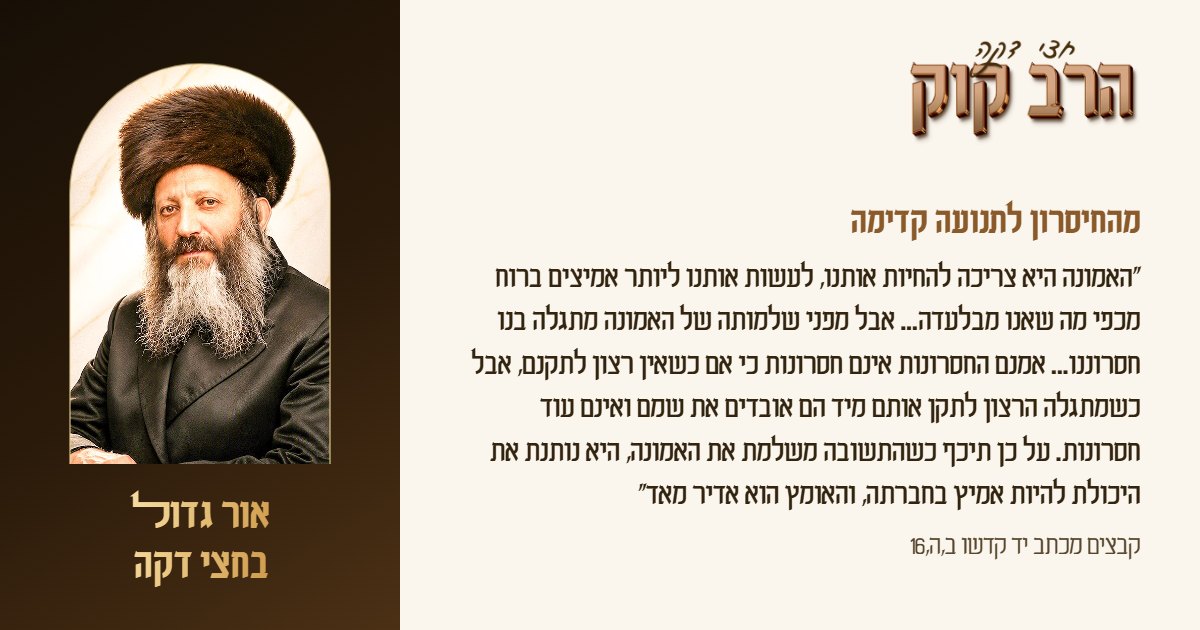 חצי דקה
הרב קוק
מהחיסרון לתנועה קדימה
"האמונה היא צריכה להחיות אותנו, לעשות אותנו ליותר אמיצים ברוח
מכפי מה שאנו מבלעדה... אבל מפני שלמותה של האמונה מתגלה בנו
חסרוננו... אמנם החסרונות אינם חסרונות כי אם כשאין רצון לתקנם, אבל
כשמתגלה הרצון לתקן אותם מיד הם אובדים את שמם ואינם עוד
חסרונות. על כן תיכף כשהתשובה משלמת את האמונה, היא נותנת את
היכולת להיות אמיץ בחברתה, והאומץ הוא אדיר מאד"
קבצים מכתב יד קדשו ב,ה,16
אור גדול
בחצי דקה